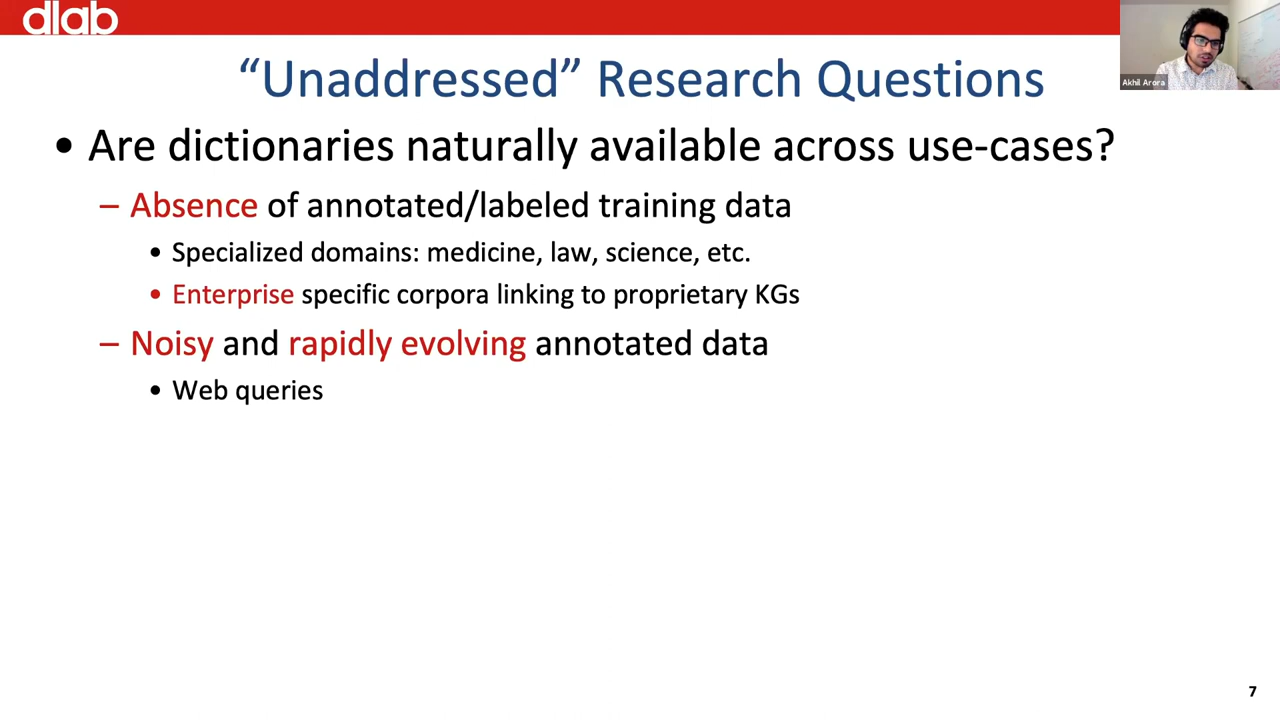 dlab
Akhil Arora
“Unaddressed” Research Questions
• Are dictionaries naturally available across use-cases?
– Absence of annotated/labeled training data
• Specialized domains: medicine, law, science, etc.
• Enterprise specific corpora linking to proprietary KGs
– Noisy and rapidly evolving annotated data
• Web queries
7